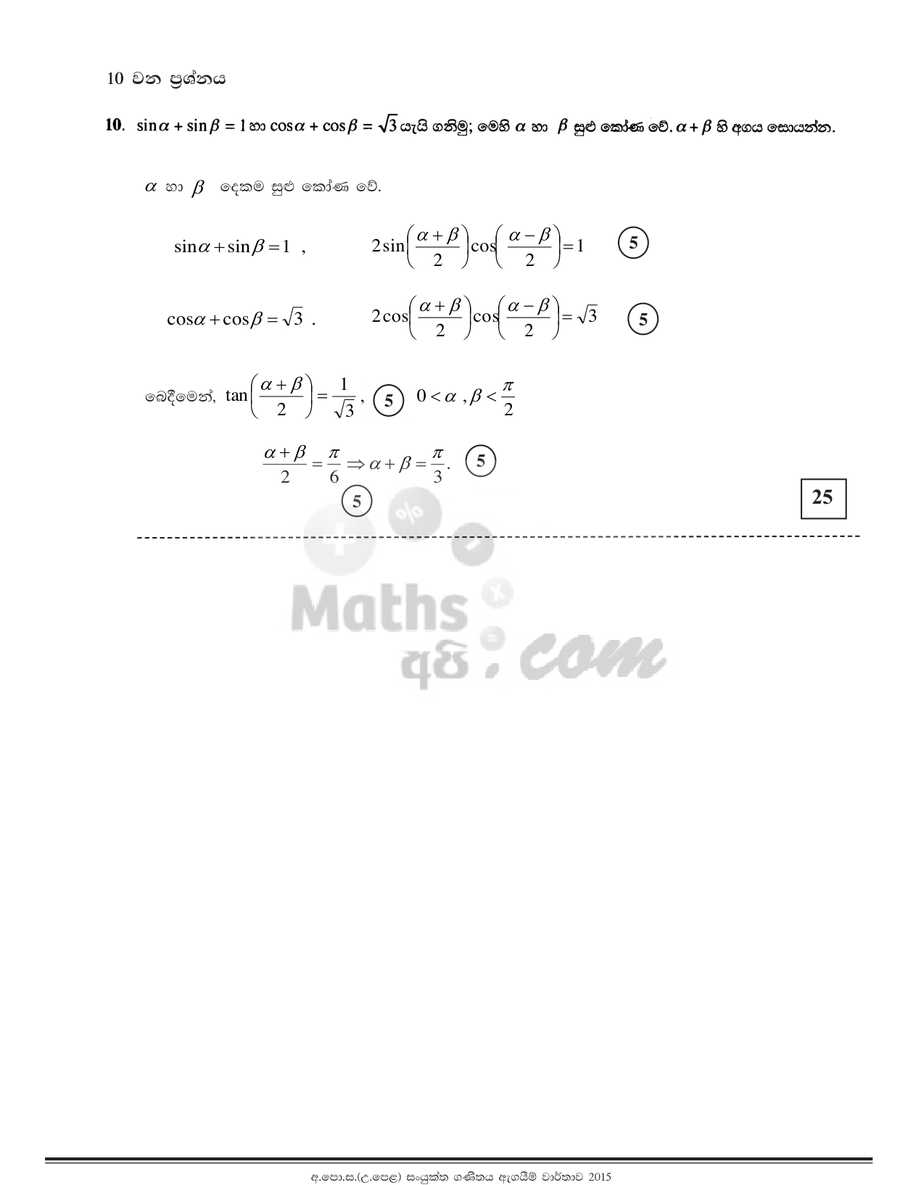 10 වන ප්‍රශ්නය
10. sinα + sinβ = 1 හා cosα + cosβ = √3 යැයි ගනිමු; මෙහි α හා β සුළු කෝණ වේ. α + β හි අගය සොයන්න.
α හා β දෙකම සුළු කෝණ වේ.
sinα + sinβ = 1 , 2sin((α + β)/2)cos((α − β)/2) = 1 5
cosα + cosβ = √3 . 2cos((α + β)/2)cos((α − β)/2) = √3 5
බෙදීමෙන්, tan((α + β)/2) = 1/√3 , 5 0 < α , β < π/2
(α + β)/2 = π/6 ⇒ α + β = π/3. 5
5
25
Maths
අපි.com
අ.පො.ස.(උ.පෙළ) සංයුක්ත ගණිතය ඇගයීම් වාර්තාව 2015